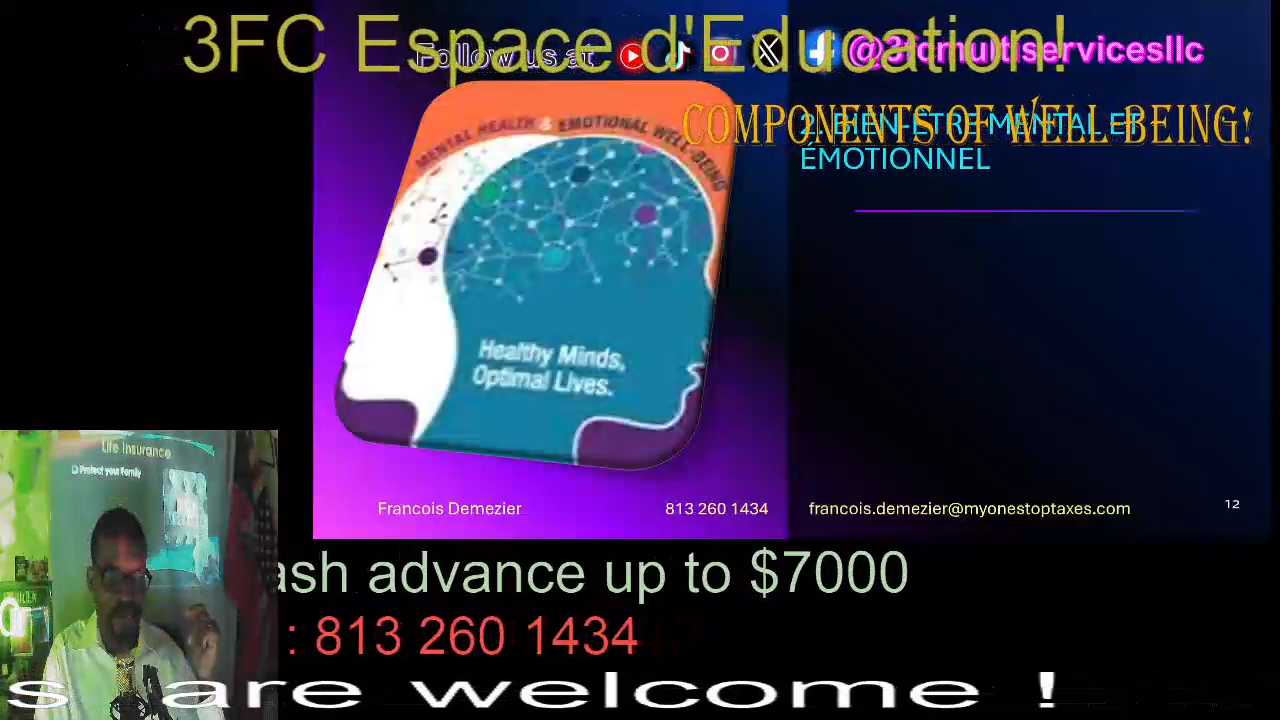 3FC Espace d'Education!
Follow us at @3fcmultiservicesllc
COMPONENTS OF WELL-BEING!
2. BIEN-ÊTRE MENTAL ET
ÉMOTIONNEL
MENTAL HEALTH & EMOTIONAL WELL-BEING
Healthy Minds,
Optimal Lives.
Life Insurance
Protect your Family
Francois Demezier
813 260 1434
francois.demezier@myonestoptaxes.com
12
ash advance up to $7000
: 813 260 1434
s are welcome !